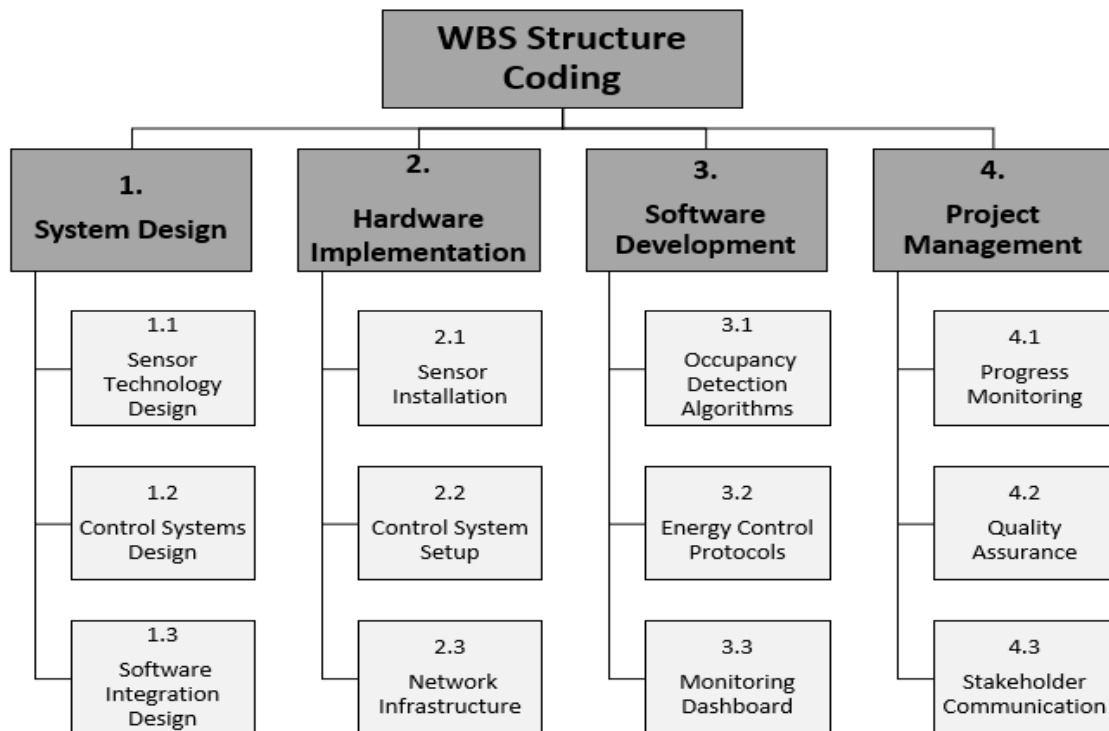 WBS Structure
Coding
1.
System Design
2.
Hardware
Implementation
3.
Software
Development
4.
Project
Management
1.1
Sensor
Technology
Design
2.1
Sensor
Installation
3.1
Occupancy
Detection
Algorithms
4.1
Progress
Monitoring
1.2
Control Systems
Design
2.2
Control System
Setup
3.2
Energy Control
Protocols
4.2
Quality
Assurance
1.3
Software
Integration
Design
2.3
Network
Infrastructure
3.3
Monitoring
Dashboard
4.3
Stakeholder
Communication